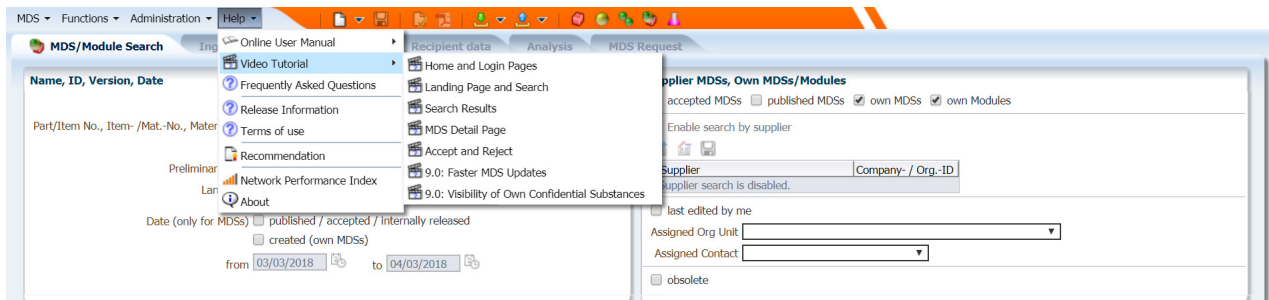 MDS Functions Administration Help
MDS/Module Search Ing Recipient data Analysis MDS Request
Online User Manual
Video Tutorial
Frequently Asked Questions
Release Information
Terms of use
Recommendation
Network Performance Index
About
Home and Login Pages
Landing Page and Search
Search Results
MDS Detail Page
Accept and Reject
9.0: Faster MDS Updates
9.0: Visibility of Own Confidential Substances
Name, ID, Version, Date
Part/Item No., Item- /Mat.-No., Mater
Preliminar
Lan
Date (only for MDSs) published / accepted / internally released
created (own MDSs)
from 03/03/2018 to 04/03/2018
pplier MDSs, Own MDSs/Modules
accepted MDSs published MDSs own MDSs own Modules
Enable search by supplier
Supplier Company- / Org.-ID
Supplier search is disabled.
last edited by me
Assigned Org Unit
Assigned Contact
obsolete